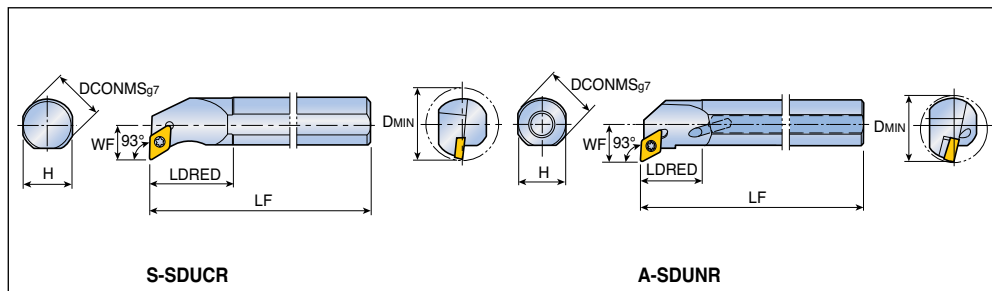 DCONMSg7
WF
93°
H
LDRED
LF
DMIN
S-SDUCR
DCONMSg7
WF
93°
H
LDRED
LF
DMIN
A-SDUNR